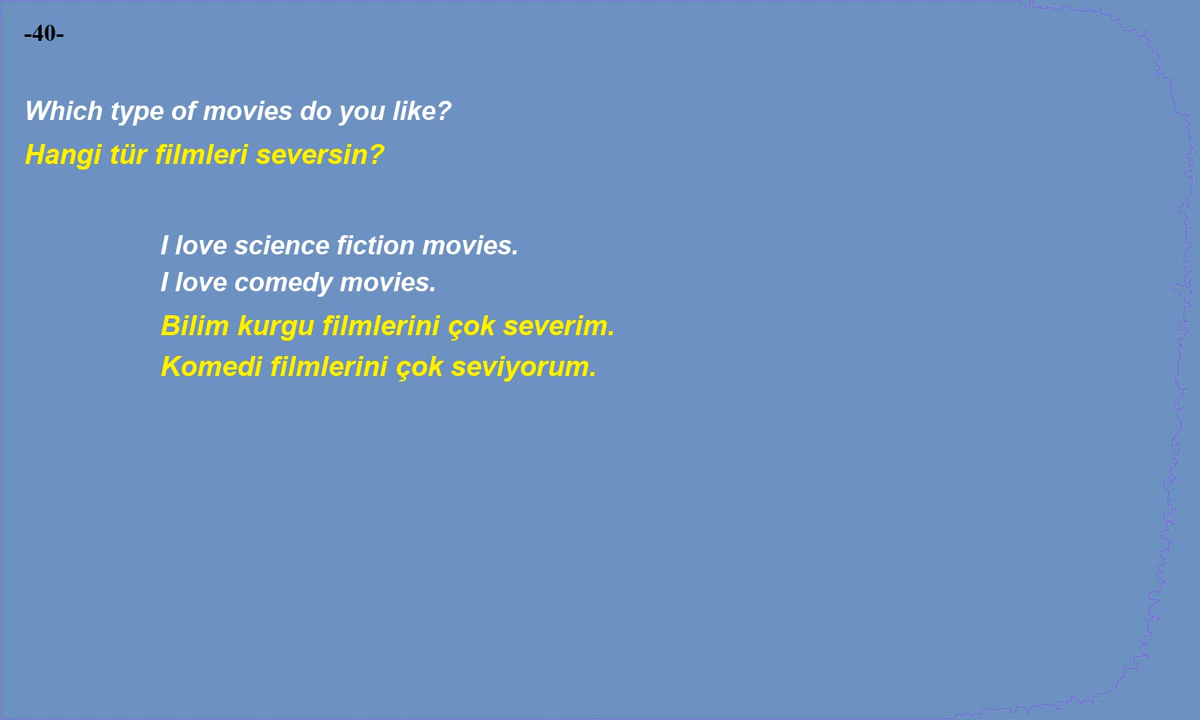 -40-
Which type of movies do you like?
Hangi tür filmleri seversin?
I love science fiction movies.
I love comedy movies.
Bilim kurgu filmlerini çok severim.
Komedi filmlerini çok seviyorum.